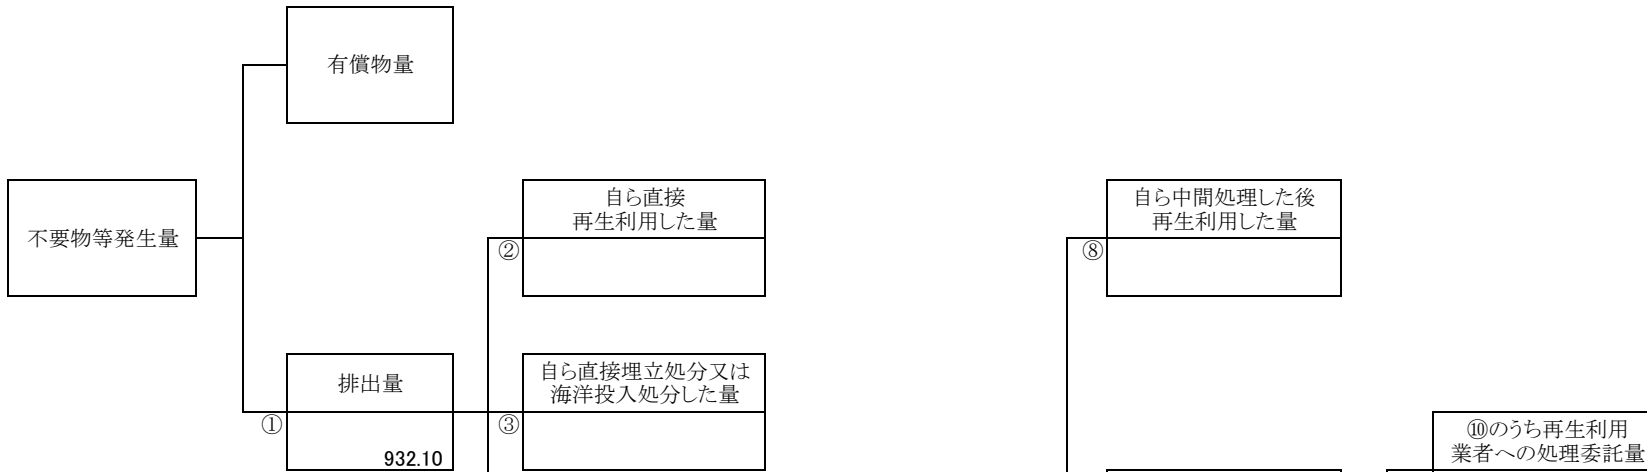 有償物量
不要物等発生量
自ら直接
再生利用した量
②
自ら中間処理した後
再生利用した量
⑧
排出量
①
932.10
自ら直接埋立処分又は
海洋投入処分した量
③
⑩のうち再生利用
業者への処理委託量